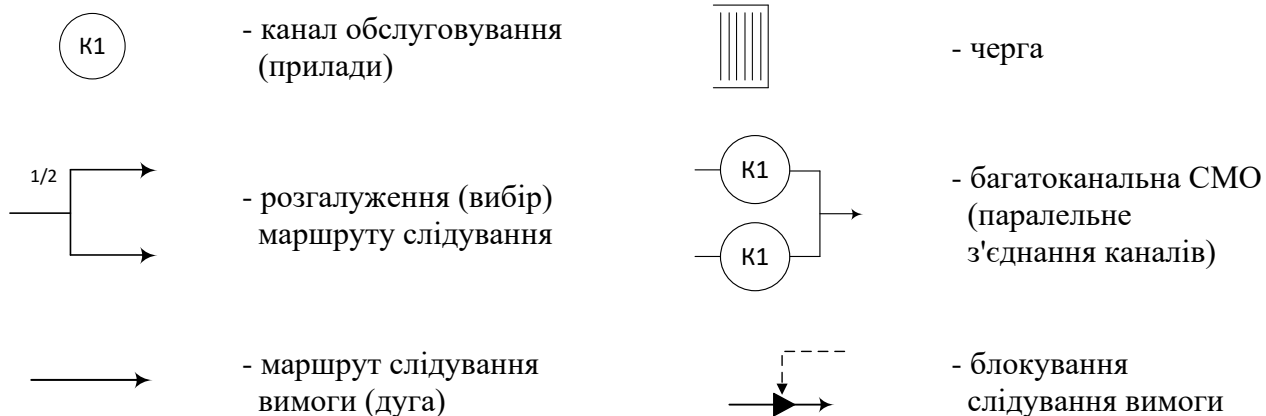 К1
- канал обслуговування
(прилади)
- черга
1/2
- розгалуження (вибір)
маршруту слідування
К1
К1
- багатоканальна СМО
(паралельне
з'єднання каналів)
- маршрут слідування
вимоги (дуга)
- блокування
слідування вимоги